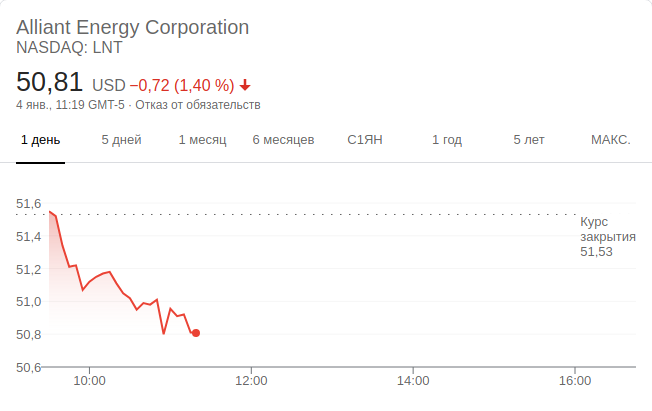 Alliant Energy Corporation
NASDAQ: LNT
50,81 USD −0,72 (1,40 %)
4 янв., 11:19 GMT-5 · Отказ от обязательств
1 день 5 дней 1 месяц 6 месяцев С1ЯН 1 год 5 лет МАКС.
51,6
51,4
51,2
51,0
50,8
50,6
Курс
закрытия
51,53
10:00 12:00 14:00 16:00